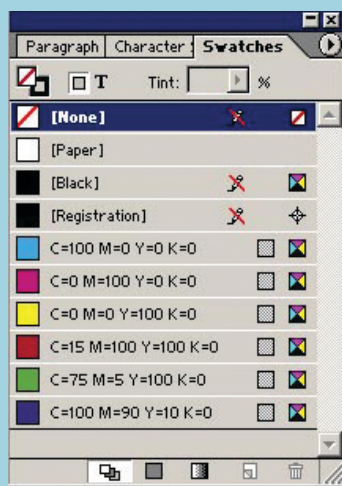 Paragraph Character Swatches
T Tint: %
[None]
[Paper]
[Black]
[Registration]
C=100 M=0 Y=0 K=0
C=0 M=100 Y=0 K=0
C=0 M=0 Y=100 K=0
C=15 M=100 Y=100 K=0
C=75 M=5 Y=100 K=0
C=100 M=90 Y=10 K=0